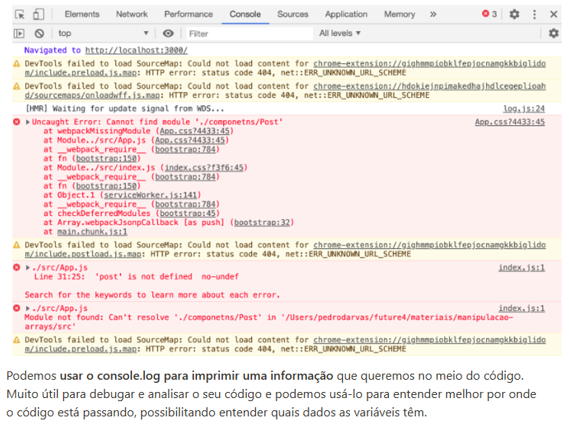 Elements Network Performance Console Sources Application Memory » 3
top Filter All levels
Navigated to http://localhost:3000/
DevTools failed to load SourceMap: Could not load content for chrome-extension://gighmmpiobklfepjocnamgkkbiglidom/include.preload.js.map: HTTP error: status code 404, net::ERR_UNKNOWN_URL_SCHEME
DevTools failed to load SourceMap: Could not load content for chrome-extension://hdokiejnpimakedhajhdlcegeplioahd/sourcemaps/onloadwff.js.map: HTTP error: status code 404, net::ERR_UNKNOWN_URL_SCHEME
[HMR] Waiting for update signal from WDS... log.js:24
Uncaught Error: Cannot find module './componetns/Post' App.css?4433:45
at webpackMissingModule (App.css?4433:45)
at Module../src/App.js (App.css?4433:45)
at __webpack_require__ (bootstrap:784)
at fn (bootstrap:150)
at Module../src/index.js (index.css?f3f6:45)
at __webpack_require__ (bootstrap:784)
at fn (bootstrap:150)
at Object.1 (serviceWorker.js:141)
at __webpack_require__ (bootstrap:784)
at checkDeferredModules (bootstrap:45)
at Array.webpackJsonpCallback [as push] (bootstrap:32)
at main.chunk.js:1
DevTools failed to load SourceMap: Could not load content for chrome-extension://gighmmpiobklfepjocnamgkkbiglidom/include.postload.js.map: HTTP error: status code 404, net::ERR_UNKNOWN_URL_SCHEME
./src/App.js index.js:1
Line 31:25: 'post' is not defined no-undef
Search for the keywords to learn more about each error.
./src/App.js index.js:1
Module not found: Can't resolve './componetns/Post' in '/Users/pedrodarvas/future4/materiais/manipulacao-
arrays/src'
DevTools failed to load SourceMap: Could not load content for chrome-extension://gighmmpiobklfepjocnamgkkbiglidom/include.preload.js.map: HTTP error: status code 404, net::ERR_UNKNOWN_URL_SCHEME
Podemos usar o console.log para imprimir uma informação que queremos no meio do código.
Muito útil para debugar e analisar o seu código e podemos usá-lo para entender melhor por onde
o código está passando, possibilitando entender quais dados as variáveis têm.